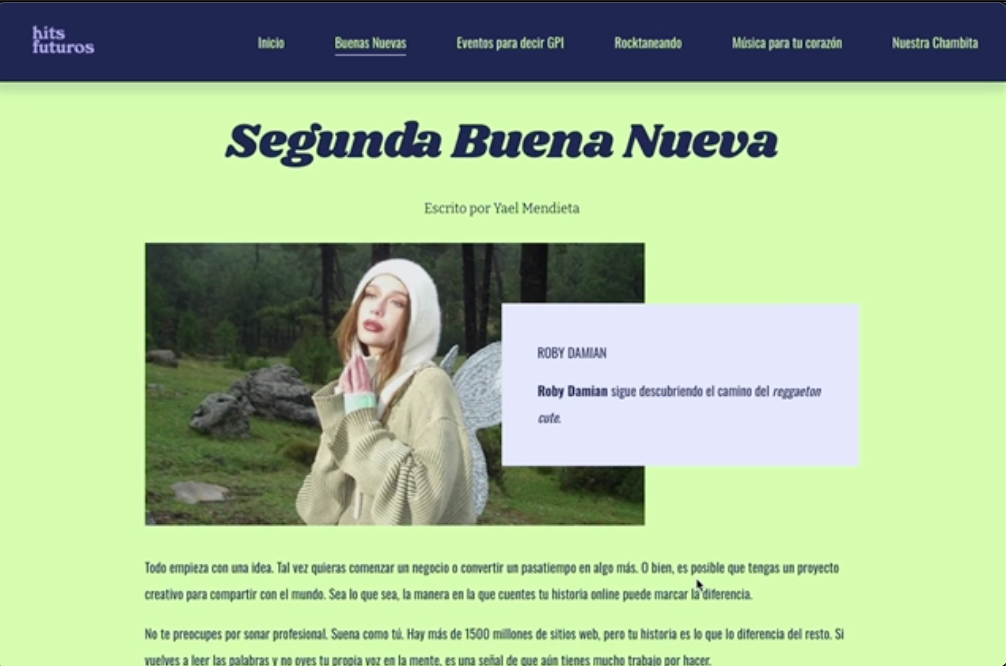 hits
futuros
Inicio
Buenas Nuevas
Eventos para decir GPI
Rocktaneando
Música para tu corazón
Nuestra Chambita
Segunda Buena Nueva
Escrito por Yael Mendieta
ROBY DAMIAN
Roby Damian sigue descubriendo el camino del reggaeton
cute.
Todo empieza con una idea. Tal vez quieras comenzar un negocio o convertir un pasatiempo en algo más. O bien, es posible que tengas un proyecto
creativo para compartir con el mundo. Sea lo que sea, la manera en la que cuentes tu historia online puede marcar la diferencia.
No te preocupes por sonar profesional. Suena como tú. Hay más de 1500 millones de sitios web, pero tu historia es lo que lo diferencia del resto. Si
vuelves a leer las palabras y no oyes tu propia voz en la mente, es una señal de que aún tienes mucho trabajo por hacer.